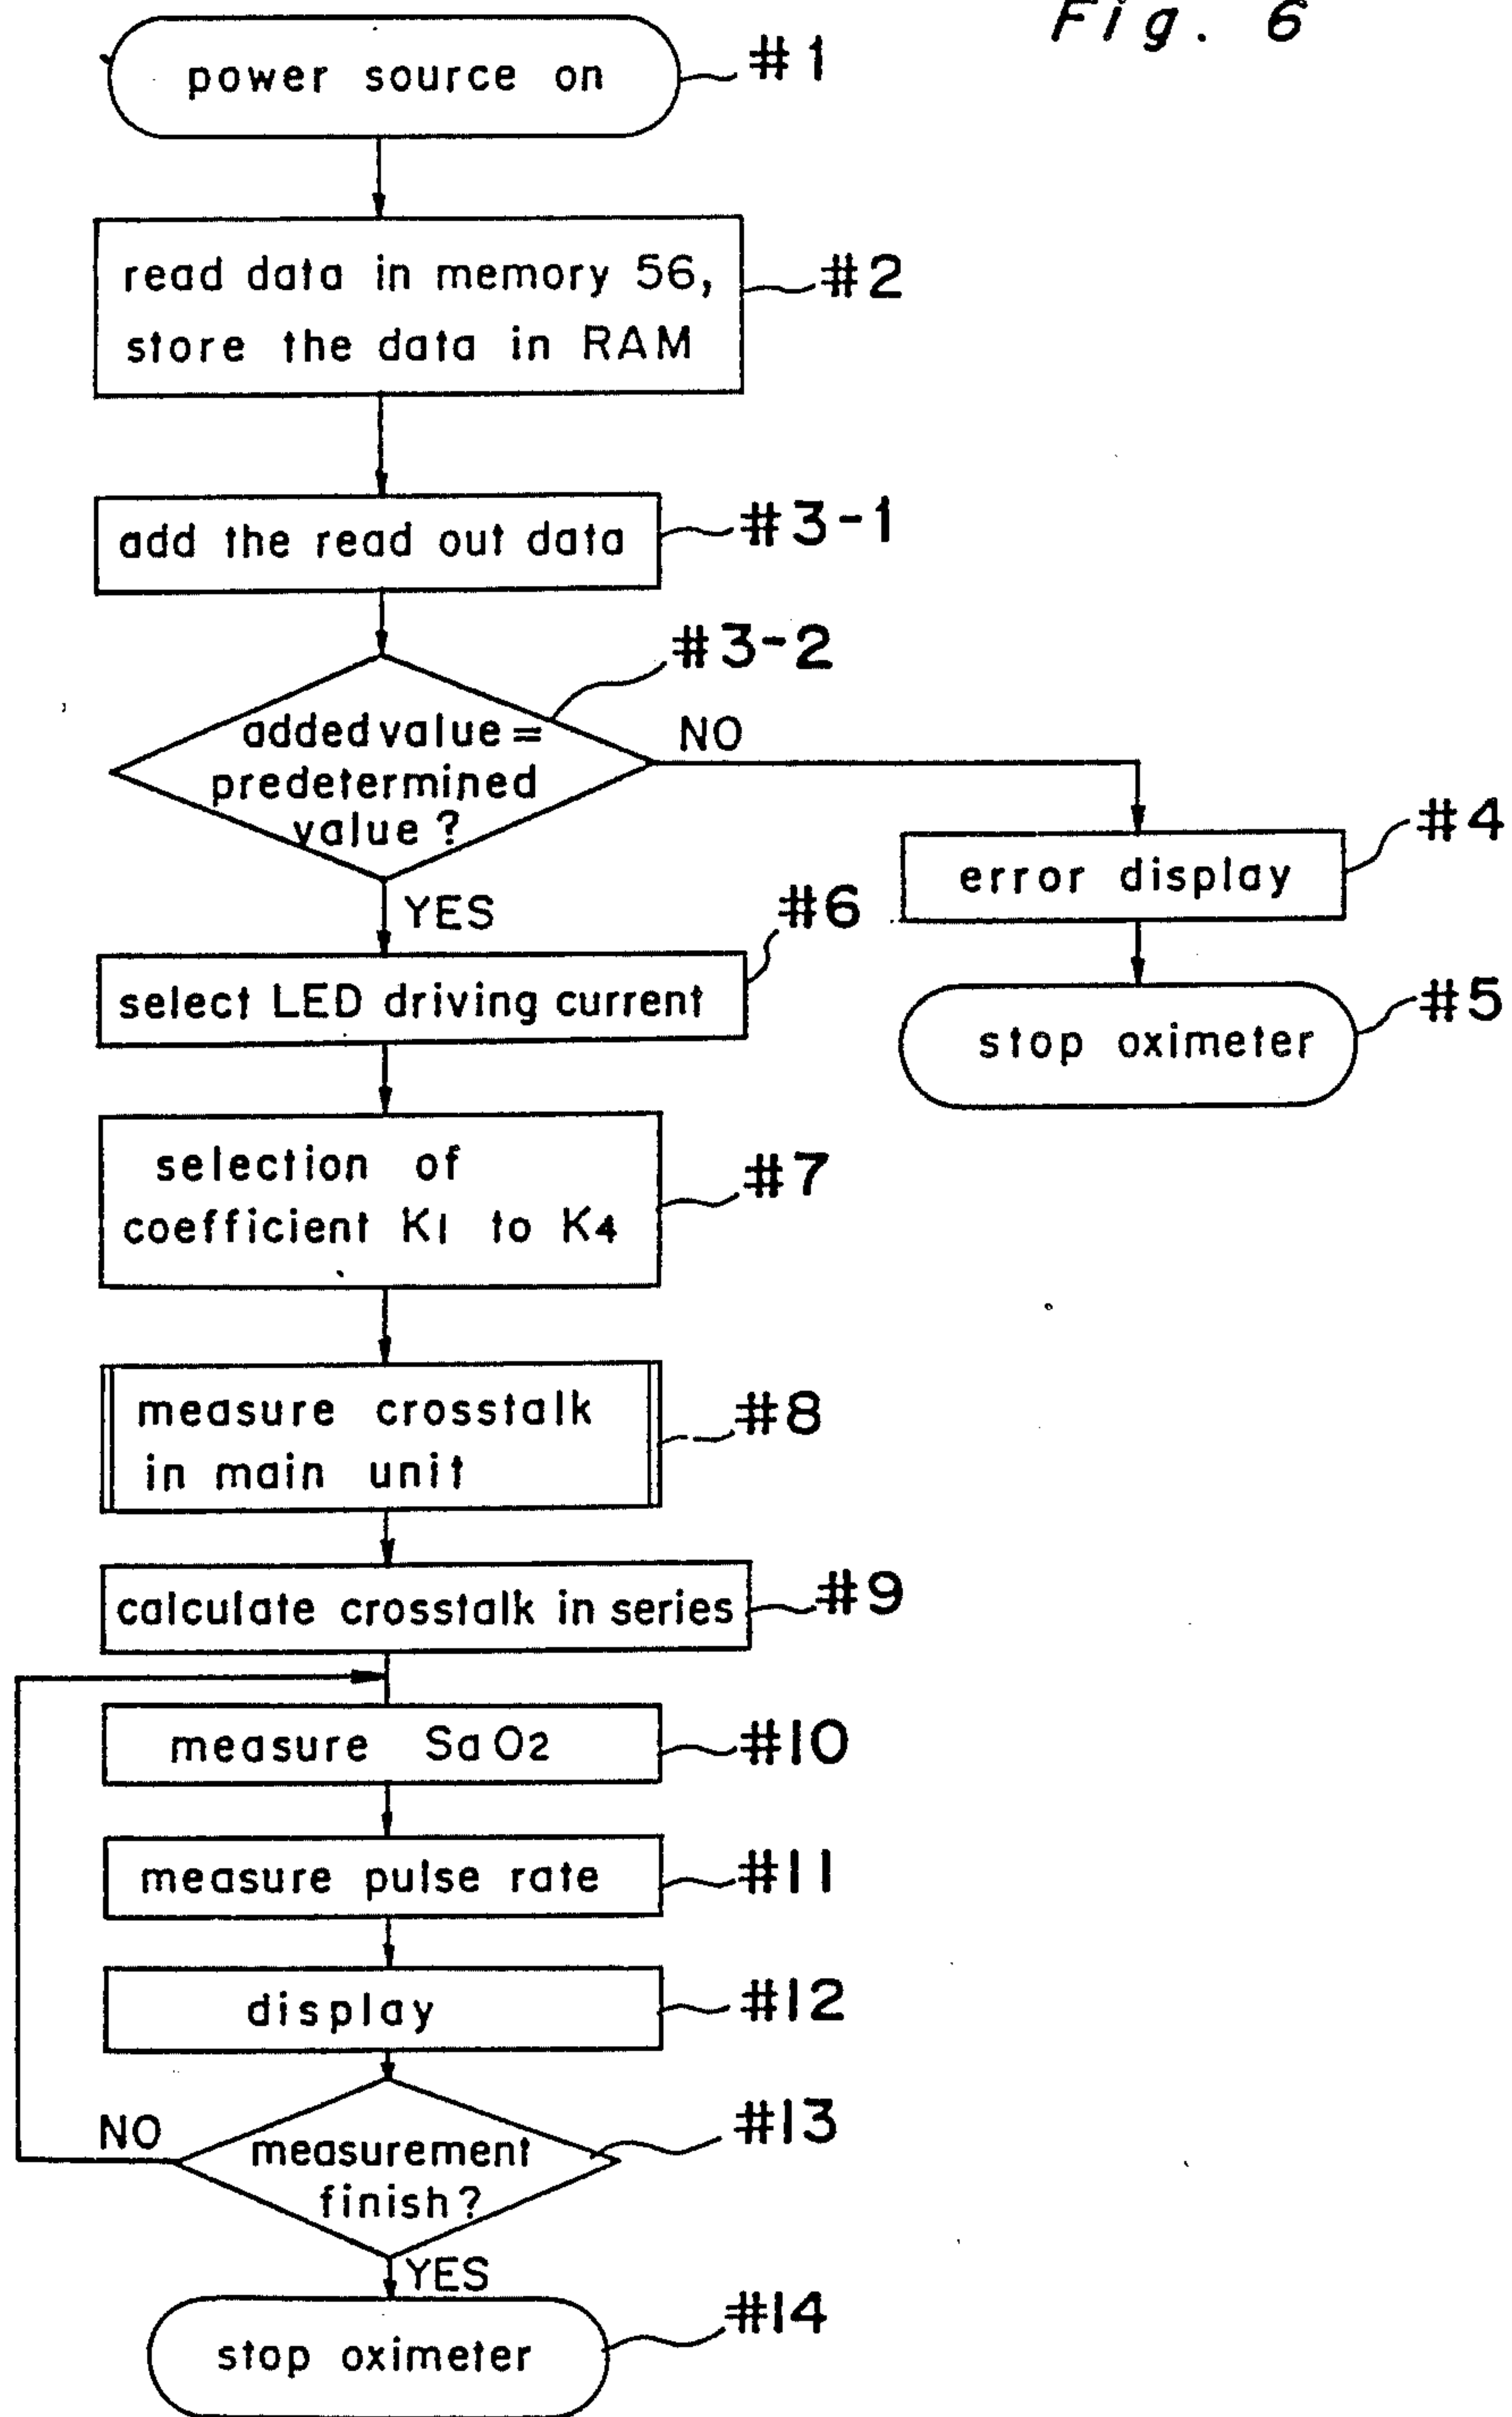 Fig. 6
power source on
#1
read data in memory 56,
store the data in RAM
#2
add the read out data
#3-1
#3-2
added value =
predetermined
value?
NO
YES
error display
#4
stop oximeter
#5
select LED driving current
#6
selection of
coefficient K1 to K4
#7
measure crosstalk
in main unit
#8
calculate crosstalk in series
#9
measure SaO2
#10
measure pulse rate
#11
display
#12
measurement
finish?
#13
NO
YES
stop oximeter
#14